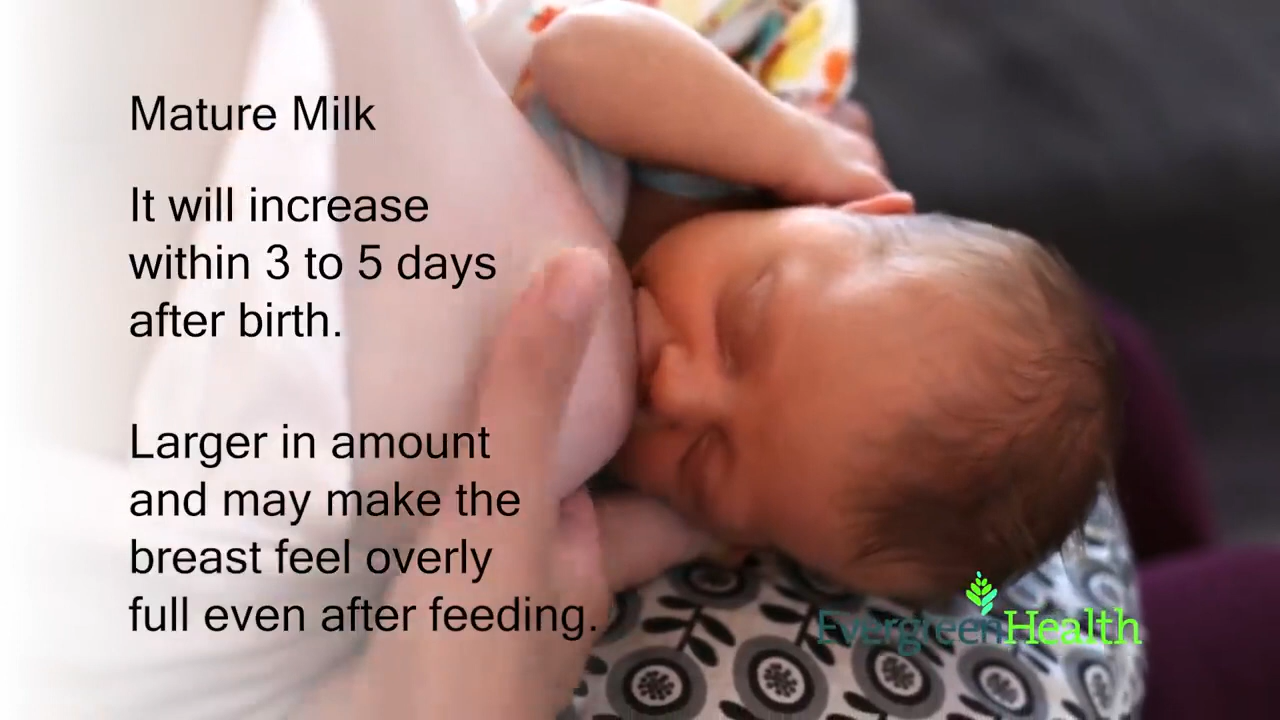 Mature Milk
It will increase
within 3 to 5 days
after birth.
Larger in amount
and may make the
breast feel overly
full even after feeding.
EvergreenHealth